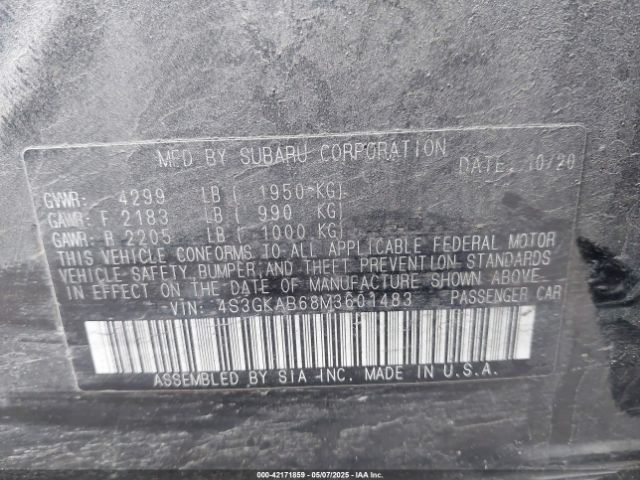 MFD BY SUBARU CORPORATION DATE: 10/20
GVWR: 4299 LB ( 1950 KG)
GAWR: F 2183 LB ( 990 KG)
GAWR: R 2205 LB ( 1000 KG)
THIS VEHICLE CONFORMS TO ALL APPLICABLE FEDERAL MOTOR
VEHICLE SAFETY, BUMPER, AND THEFT PREVENTION STANDARDS
IN EFFECT ON THE DATE OF MANUFACTURE SHOWN ABOVE.
VIN: 4S3GKAB68M3601483 PASSENGER CAR
ASSEMBLED BY SIA INC. MADE IN U.S.A.
000-42171859 - 05/07/2025 - www.iaai.com